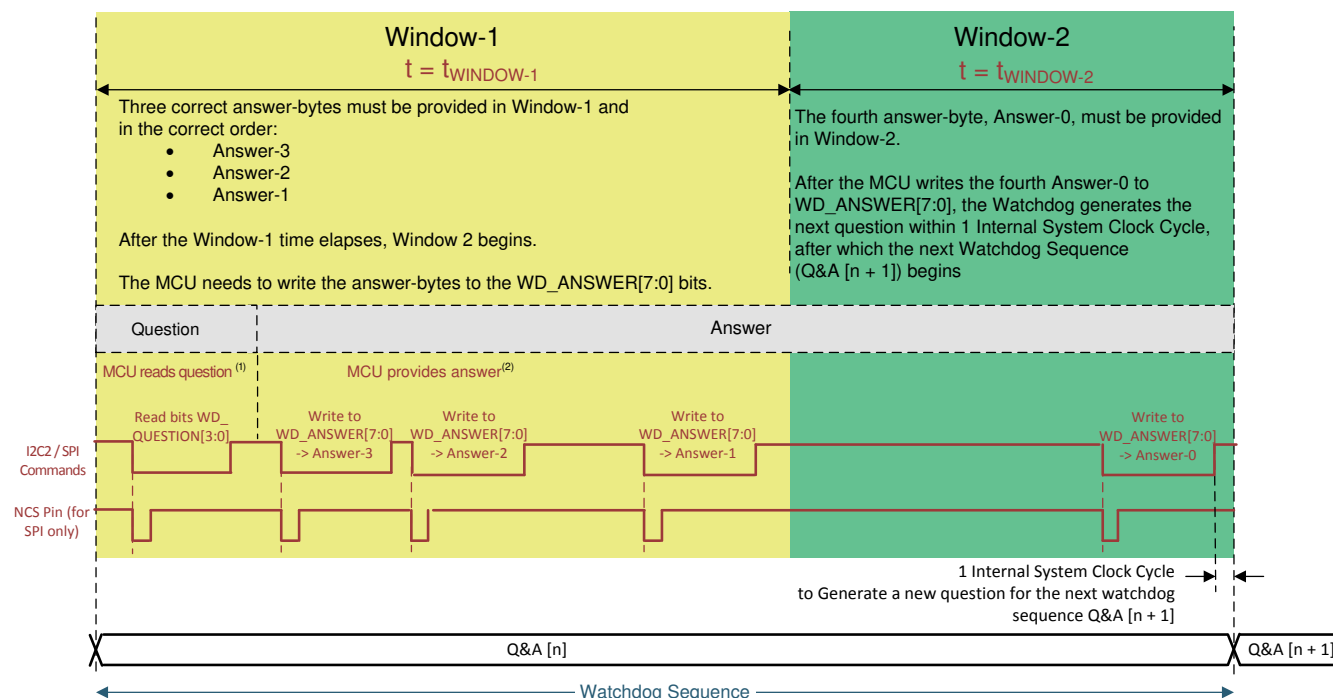 Window-1
t = tWINDOW-1
Three correct answer-bytes must be provided in Window-1 and
in the correct order:
• Answer-3
• Answer-2
• Answer-1
After the Window-1 time elapses, Window 2 begins.
The MCU needs to write the answer-bytes to the WD_ANSWER[7:0] bits.
Window-2
t = tWINDOW-2
The fourth answer-byte, Answer-0, must be provided
in Window-2.
After the MCU writes the fourth Answer-0 to
WD_ANSWER[7:0], the Watchdog generates the
next question within 1 Internal System Clock Cycle,
after which the next Watchdog Sequence
(Q&A [n + 1]) begins
Question
Answer
MCU reads question (1)
MCU provides answer(2)
Read bits WD_
QUESTION[3:0]
Write to
WD_ANSWER[7:0]
-> Answer-3
Write to
WD_ANSWER[7:0]
-> Answer-2
Write to
WD_ANSWER[7:0]
-> Answer-1
Write to
WD_ANSWER[7:0]
-> Answer-0
I2C2 / SPI
Commands
NCS Pin (for
SPI only)
1 Internal System Clock Cycle
to Generate a new question for the next watchdog
sequence Q&A [n + 1]
Q&A [n]
Q&A [n + 1]
Watchdog Sequence